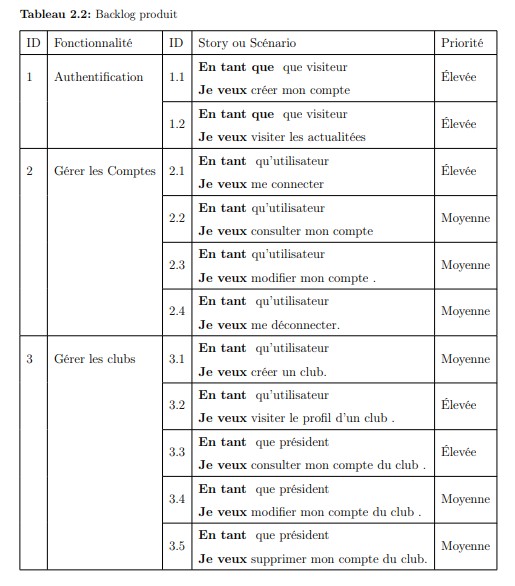 Tableau 2.2: Backlog produit
ID Fonctionnalité ID Story ou Scénario Priorité
1 Authentification 1.1 En tant que que visiteur Élevée
Je veux créer mon compte
1.2 En tant que que visiteur Élevée
Je veux visiter les actualitées
2 Gérer les Comptes 2.1 En tant qu'utilisateur Élevée
Je veux me connecter
2.2 En tant qu'utilisateur Moyenne
Je veux consulter mon compte
2.3 En tant qu'utilisateur Moyenne
Je veux modifier mon compte .
2.4 En tant qu'utilisateur Moyenne
Je veux me déconnecter.
3 Gérer les clubs 3.1 En tant qu'utilisateur Moyenne
Je veux créer un club.
3.2 En tant qu'utilisateur Élevée
Je veux visiter le profil d'un club .
3.3 En tant que président Élevée
Je veux consulter mon compte du club .
3.4 En tant que président Moyenne
Je veux modifier mon compte du club .
3.5 En tant que président Moyenne
Je veux supprimer mon compte du club.